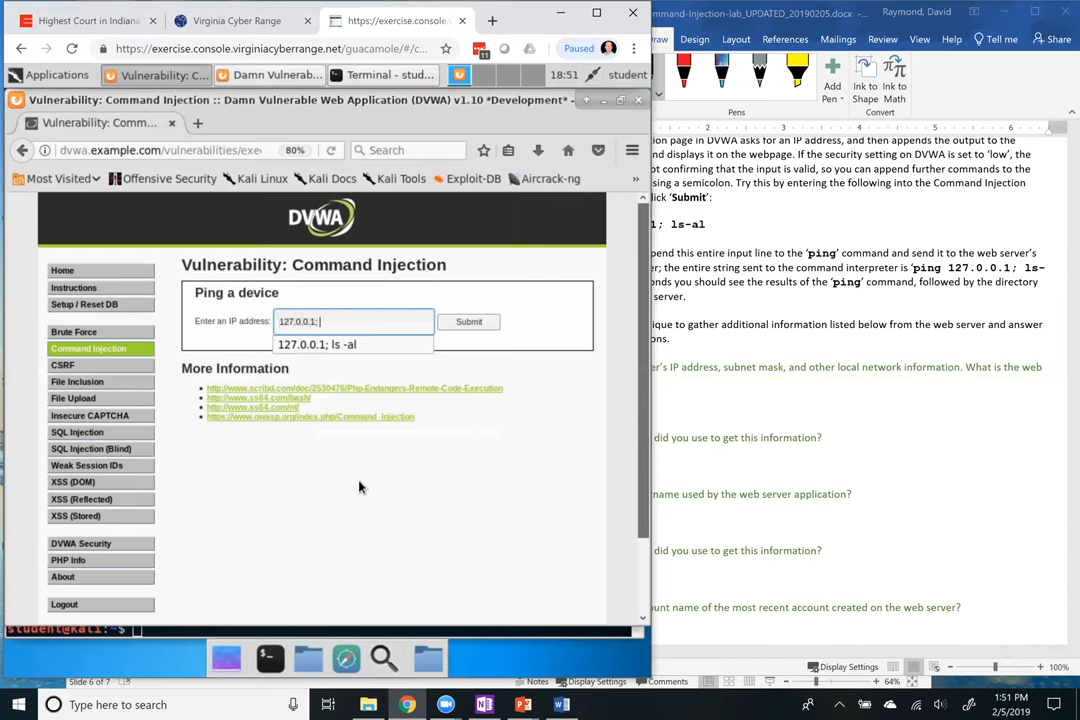 Highest Court in Indiana
Virginia Cyber Range
https://exercise.console.
ommand-Injection-lab_UPDATED_20190205.docx -...
Raymond, David
https://exercise.console.virginiacyberrange.net/guacamole/#/c...
11
Paused
raw
Design
Layout
References
Mailings
Review
View
Help
Tell me
Share
Applications
Vulnerability: C...
Damn Vulnerab...
Terminal - stud...
18:51
student
Add
Pen
Ink to
Shape
Ink to
Math
Pens
Convert
Vulnerability: Command Injection :: Damn Vulnerable Web Application (DVWA) v1.10 *Development* -
Vulnerability: Comm...
dvwa.example.com/vulnerabilities/exe
80%
Search
Most Visited
Offensive Security
Kali Linux
Kali Docs
Kali Tools
Exploit-DB
Aircrack-ng
»
1 2 3 4 5 6
DVWA
Home
Instructions
Setup / Reset DB
Brute Force
Command Injection
CSRF
File Inclusion
File Upload
Insecure CAPTCHA
SQL Injection
SQL Injection (Blind)
Weak Session IDs
XSS (DOM)
XSS (Reflected)
XSS (Stored)
DVWA Security
PHP Info
About
Logout
Vulnerability: Command Injection
Ping a device
Enter an IP address:
127.0.0.1;
Submit
127.0.0.1; ls -al
More Information
http://www.scribd.com/doc/2530476/Php-Endangers-Remote-Code-Execution
http://www.ss64.com/bash/
http://www.ss64.com/nt/
https://www.owasp.org/index.php/Command_Injection
student@kali:~$
ion page in DVWA asks for an IP address, and then appends the output to the
nd displays it on the webpage. If the security setting on DVWA is set to 'low', the
ot confirming that the input is valid, so you can append further commands to the
sing a semicolon. Try this by entering the following into the Command Injection
lick 'Submit':
1; ls-al
pend this entire input line to the 'ping' command and send it to the web server's
er; the entire string sent to the command interpreter is 'ping 127.0.0.1; ls-
onds you should see the results of the 'ping' command, followed by the directory
server.
ique to gather additional information listed below from the web server and answer
ons.
er's IP address, subnet mask, and other local network information. What is the web
did you use to get this information?
name used by the web server application?
did you use to get this information?
ount name of the most recent account created on the web server?
Display Settings
100%
Slide 6 of 7
Notes
Display Settings
Comments
64%
Type here to search
1:51 PM
2/5/2019